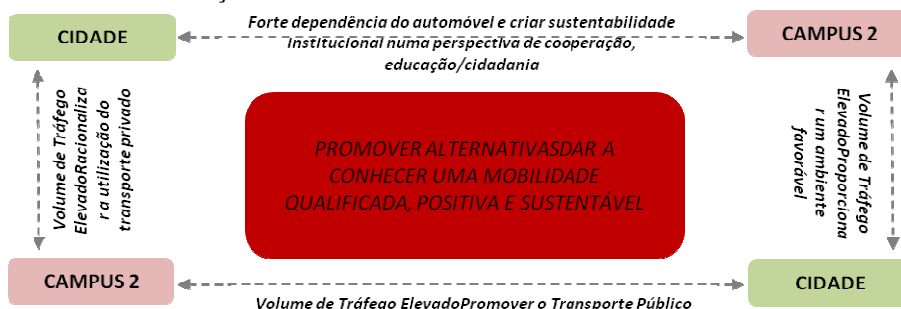 CIDADE
Forte dependência do automóvel e criar sustentabilidade
institucional numa perspectiva de cooperação,
educação/cidadania
CAMPUS 2
Volume de Tráfego
ElevadoRacionaliza
r a utilização do
transporte privado
PROMOVER ALTERNATIVASDAR A
CONHECER UMA MOBILIDADE
QUALIFICADA, POSITIVA E SUSTENTÁVEL
Volume de Tráfego
ElevadoProporciona
r um ambiente
favorável
CAMPUS 2
Volume de Tráfego ElevadoPromover o Transporte Público
CIDADE